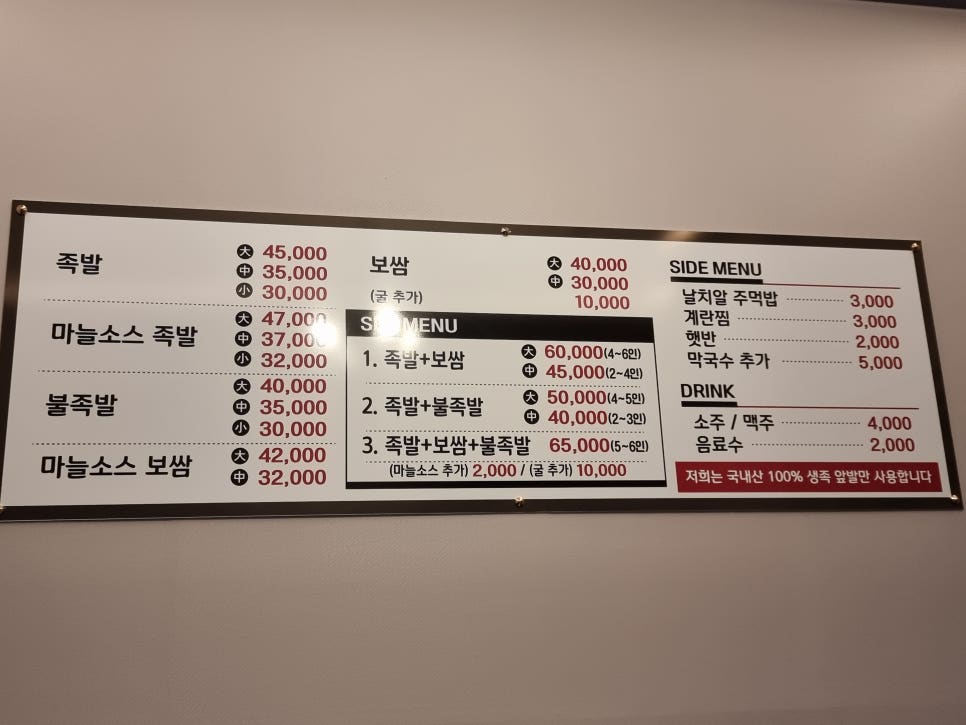 족발
大 45,000
中 35,000
小 30,000
마늘소스 족발
大 47,000
中 37,000
小 32,000
불족발
大 40,000
中 35,000
小 30,000
마늘소스 보쌈
大 42,000
中 32,000
보쌈
大 40,000
中 30,000
(굴 추가) 10,000
MENU
1. 족발+보쌈
大 60,000(4~6인)
中 45,000(2~4인)
2. 족발+불족발
大 50,000(4~5인)
中 40,000(2~3인)
3. 족발+보쌈+불족발 65,000(5~6인)
(마늘소스 추가) 2,000 / (굴 추가) 10,000
SIDE MENU
날치알 주먹밥 3,000
계란찜 3,000
햇반 2,000
막국수 추가 5,000
DRINK
소주 / 맥주 4,000
음료수 2,000
저희는 국내산 100% 생족 앞발만 사용합니다